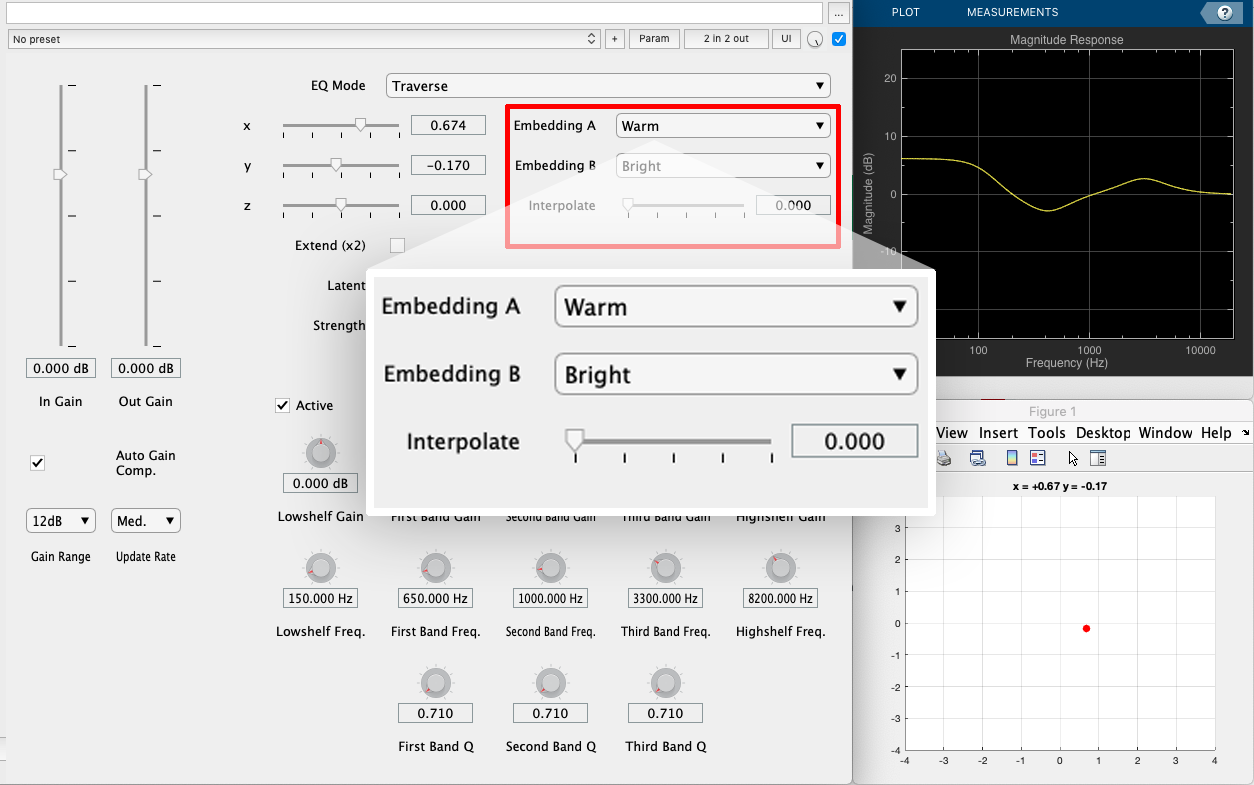 ...
No preset
+
Param
2 in 2 out
UI
EQ Mode
Traverse
x
0.674
y
-0.170
z
0.000
Extend (x2)
Latent
Strength
Embedding A
Warm
Embedding B
Bright
Interpolate
0.000
Embedding A
Warm
Embedding B
Bright
Interpolate
0.000
0.000 dB
0.000 dB
In Gain
Out Gain
Auto Gain
Comp.
12dB
Med.
Gain Range
Update Rate
Active
0.000 dB
Lowshelf Gain
First Band Gain
Second Band Gain
Third Band Gain
Highshelf Gain
150.000 Hz
650.000 Hz
1000.000 Hz
3300.000 Hz
8200.000 Hz
Lowshelf Freq.
First Band Freq.
Second Band Freq.
Third Band Freq.
Highshelf Freq.
0.710
0.710
0.710
First Band Q
Second Band Q
Third Band Q
PLOT
MEASUREMENTS
?
Magnitude Response
Magnitude (dB)
20
10
0
-10
100
1000
10000
Frequency (Hz)
Figure 1
View Insert Tools Desktop Window Help
x = +0.67 y = -0.17
3
2
1
0
-1
-2
-3
-4
-4 -3 -2 -1 0 1 2 3 4